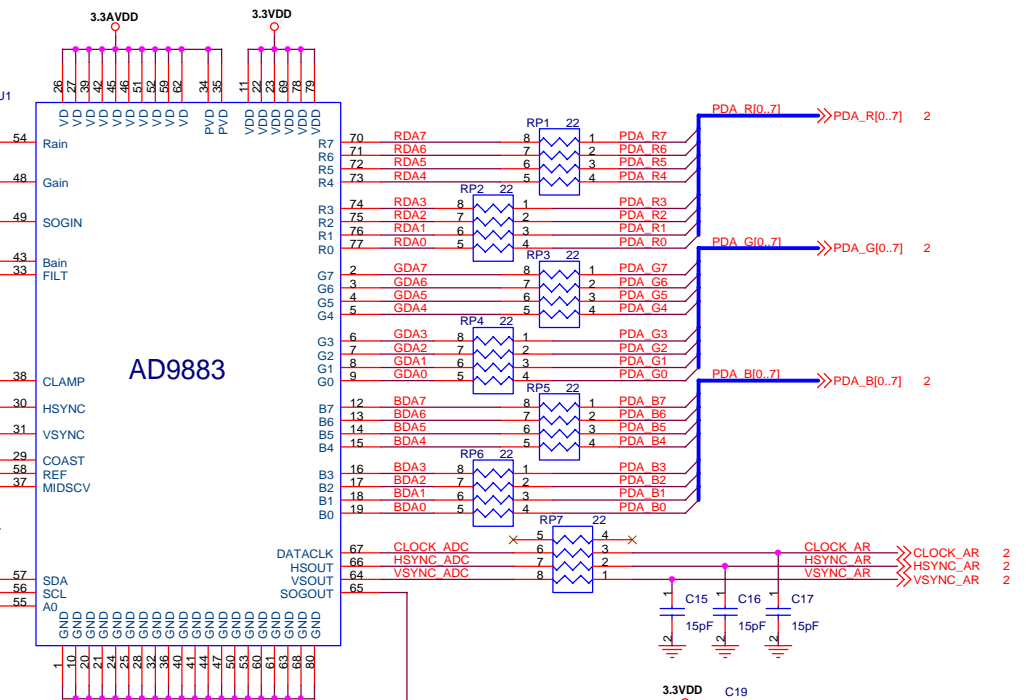 3.3AVDD 3.3VDD
26 27 39 42 45 46 51 52 59 62 34 35 11 22 23 69 78 79
U1
VD VD VD VD VD VD VD VD VD VD PVD PVD VDD VDD VDD VDD VDD VDD
PDA_R[0..7] PDA_R[0..7] 2
RP1 22
54 Rain R7 70 RDA7 8 1 PDA_R7
R6 71 RDA6 7 2 PDA_R6
R5 72 RDA5 6 3 PDA_R5
48 Gain R4 73 RDA4 5 4 PDA_R4
RP2 22
R3 74 RDA3 8 1 PDA_R3
49 SOGIN R2 75 RDA2 7 2 PDA_R2
R1 76 RDA1 6 3 PDA_R1
R0 77 RDA0 5 4 PDA_R0
PDA_G[0..7] PDA_G[0..7] 2
RP3 22
43 Bain
33 FILT G7 2 GDA7 8 1 PDA_G7
G6 3 GDA6 7 2 PDA_G6
G5 4 GDA5 6 3 PDA_G5
G4 5 GDA4 5 4 PDA_G4
RP4 22
G3 6 GDA3 8 1 PDA_G3
G2 7 GDA2 7 2 PDA_G2
G1 8 GDA1 6 3 PDA_G1
AD9883
38 CLAMP G0 9 GDA0 5 4 PDA_G0
PDA_B[0..7] PDA_B[0..7] 2
RP5 22
30 HSYNC B7 12 BDA7 8 1 PDA_B7
B6 13 BDA6 7 2 PDA_B6
31 VSYNC B5 14 BDA5 6 3 PDA_B5
B4 15 BDA4 5 4 PDA_B4
RP6 22
29 COAST
58 REF B3 16 BDA3 8 1 PDA_B3
37 MIDSCV B2 17 BDA2 7 2 PDA_B2
B1 18 BDA1 6 3 PDA_B1
B0 19 BDA0 5 4 PDA_B0
RP7 22
5 4
DATACLK 67 CLOCK_ADC 6 3 CLOCK_AR CLOCK_AR 2
HSOUT 66 HSYNC_ADC 7 2 HSYNC_AR HSYNC_AR 2
57 SDA VSOUT 64 VSYNC_ADC 8 1 VSYNC_AR VSYNC_AR 2
56 SCL SOGOUT 65
55 A0
1 C15 1 C16 1 C17
15pF 15pF 15pF
2 2 2
GND GND GND GND GND GND GND GND GND GND GND GND GND GND GND GND GND GND GND GND
1 10 20 21 24 25 28 32 36 40 41 44 47 50 53 60 61 63 68 80
3.3VDD C19